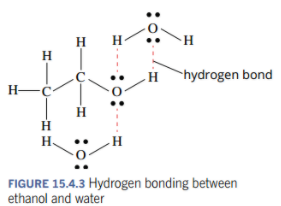 H O H
H
H
H C H hydrogen bond
H C O
H
H
H H
O
FIGURE 15.4.3 Hydrogen bonding between
ethanol and water